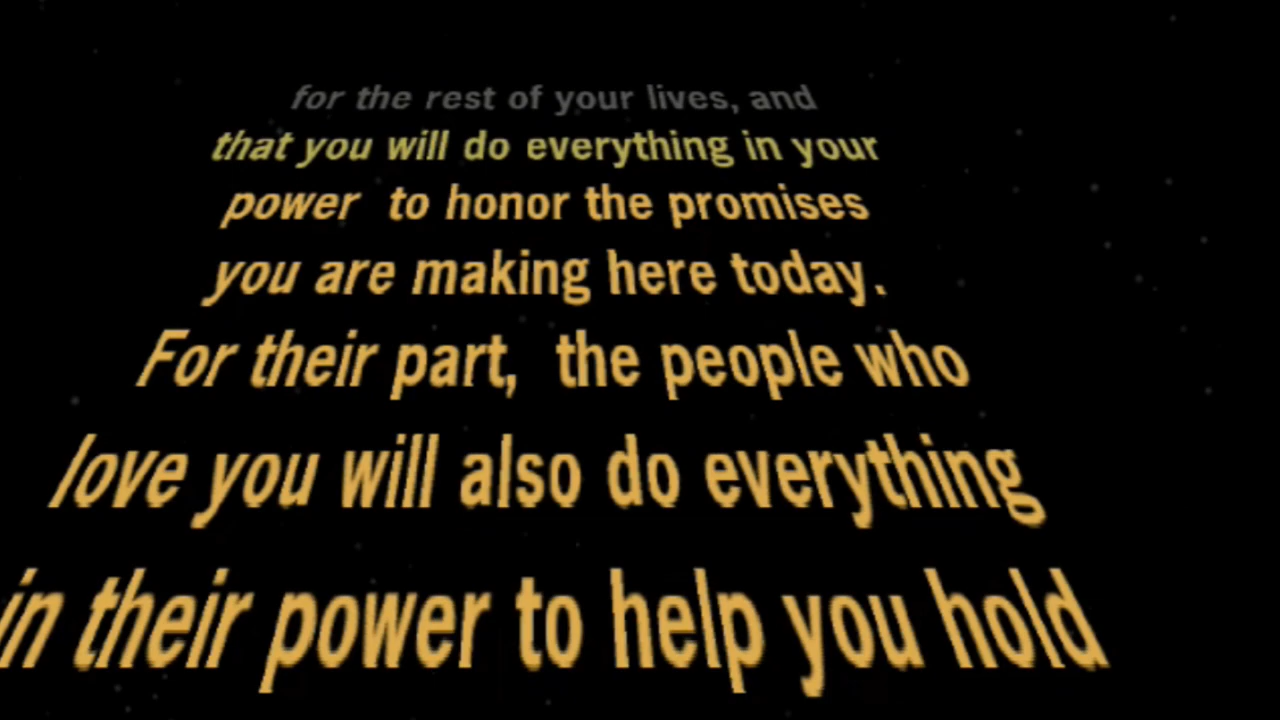 for the rest of your lives, and
that you will do everything in your
power to honor the promises
you are making here today.
For their part, the people who
love you will also do everything
in their power to help you hold